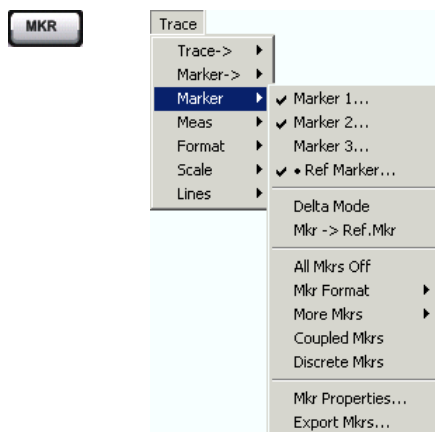 MKR
Trace
Trace->
Marker->
Marker
Meas
Format
Scale
Lines
Marker 1...
Marker 2...
Marker 3...
• Ref Marker...
Delta Mode
Mkr -> Ref.Mkr
All Mkrs Off
Mkr Format
More Mkrs
Coupled Mkrs
Discrete Mkrs
Mkr Properties...
Export Mkrs...